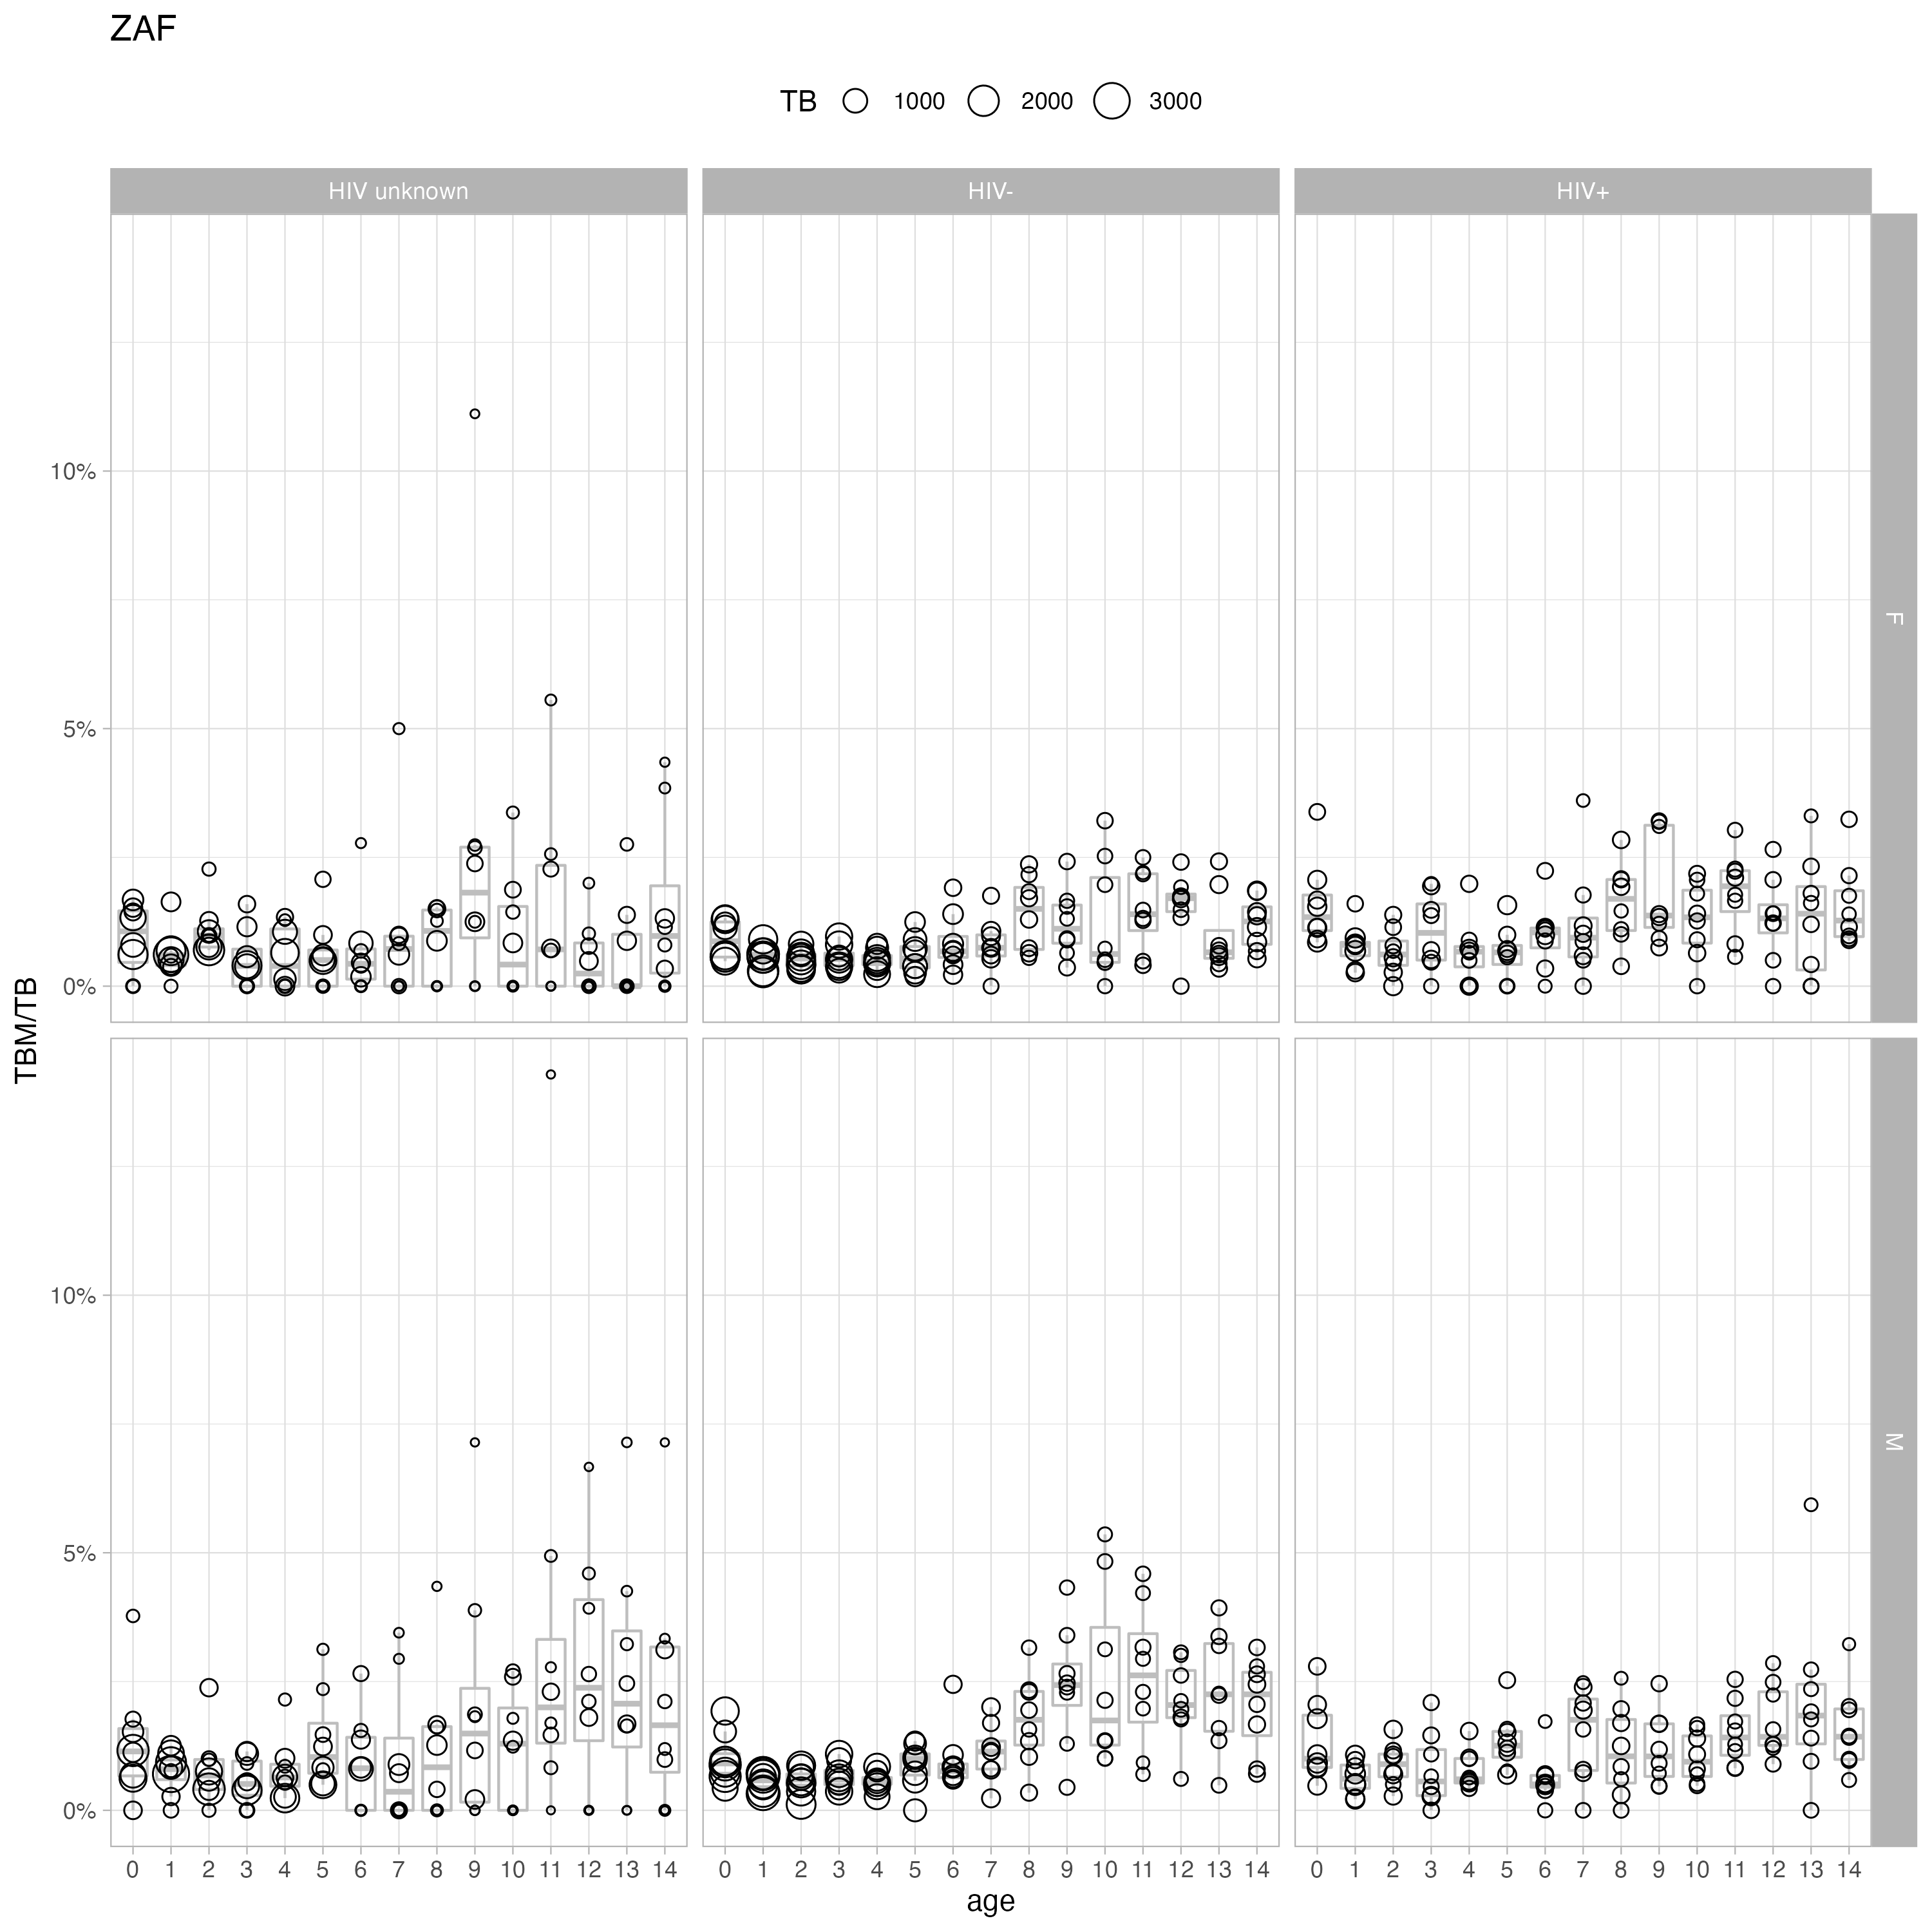 ZAF
TB 1000 2000 3000
HIV unknown HIV- HIV+
10%
5%
0%
F
10%
5%
0%
M
TBM/TB
0 1 2 3 4 5 6 7 8 9 10 11 12 13 14 0 1 2 3 4 5 6 7 8 9 10 11 12 13 14 0 1 2 3 4 5 6 7 8 9 10 11 12 13 14
age